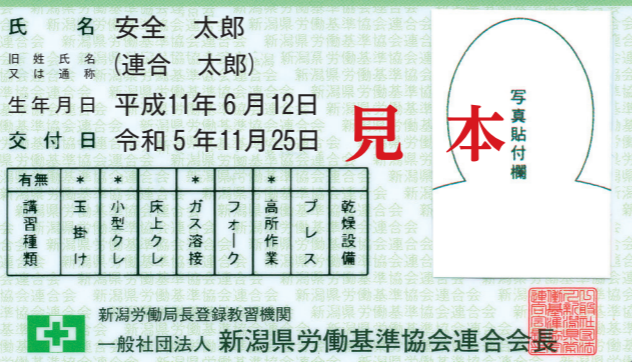 氏名 安全 太郎
旧姓氏名又は通称 (連合 太郎)
生年月日 平成11年6月12日
交付日 令和5年11月25日
見本
写真貼付欄
有無 * * * *
講習種類 玉掛け 小型クレ 床上クレ ガス溶接 フォーク 高所作業 プレス 乾燥設備
新潟労働局長登録教習機関
一般社団法人 新潟県労働基準協会連合会長